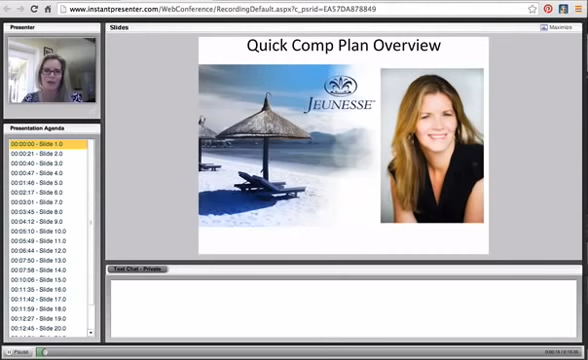 www.instantpresenter.com/WebConference/RecordingDefault.aspx?c_psrid=EA57DA878849
Presenter
Slides
Maximize
Quick Comp Plan Overview
JEUNESSE
Presentation Agenda
00:00:00 - Slide 1.0
00:00:21 - Slide 2.0
00:00:40 - Slide 3.0
00:00:47 - Slide 4.0
00:01:46 - Slide 5.0
00:02:17 - Slide 6.0
00:03:01 - Slide 7.0
00:03:45 - Slide 8.0
00:04:12 - Slide 9.0
00:05:10 - Slide 10.0
00:05:49 - Slide 11.0
00:06:44 - Slide 12.0
00:07:50 - Slide 13.0
00:07:58 - Slide 14.0
00:10:06 - Slide 15.0
00:11:35 - Slide 16.0
00:11:42 - Slide 17.0
00:11:59 - Slide 18.0
00:12:27 - Slide 19.0
00:12:45 - Slide 20.0
Text Chat - Private
Pause